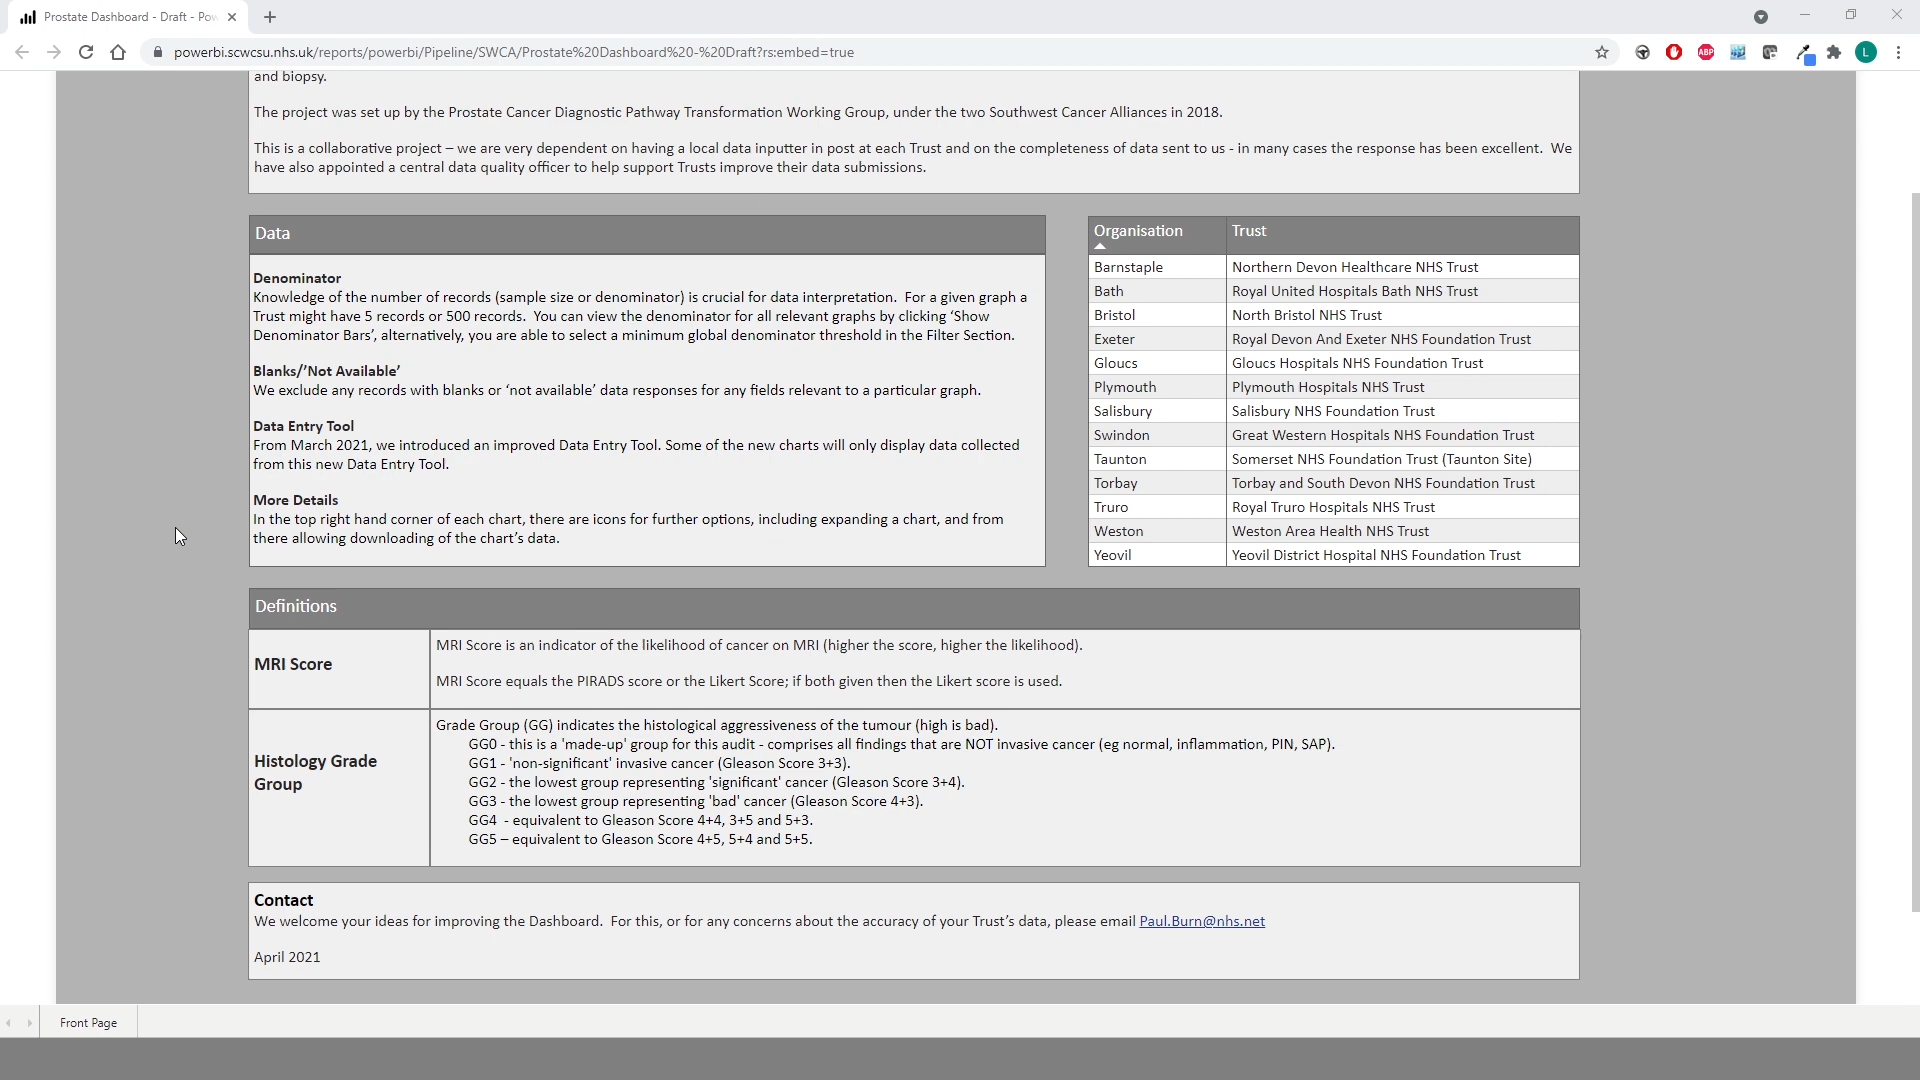 Prostate Dashboard - Draft - Pow
powerbi.scwcsu.nhs.uk/reports/powerbi/Pipeline/SWCA/Prostate%20Dashboard%20-%20Draft?rs:embed=true
ABP
L
and biopsy.
The project was set up by the Prostate Cancer Diagnostic Pathway Transformation Working Group, under the two Southwest Cancer Alliances in 2018.
This is a collaborative project – we are very dependent on having a local data inputter in post at each Trust and on the completeness of data sent to us - in many cases the response has been excellent.  We
have also appointed a central data quality officer to help support Trusts improve their data submissions.
Data
Denominator
Knowledge of the number of records (sample size or denominator) is crucial for data interpretation.  For a given graph a
Trust might have 5 records or 500 records.  You can view the denominator for all relevant graphs by clicking ‘Show
Denominator Bars’, alternatively, you are able to select a minimum global denominator threshold in the Filter Section.
Blanks/’Not Available’
We exclude any records with blanks or ‘not available’ data responses for any fields relevant to a particular graph.
Data Entry Tool
From March 2021, we introduced an improved Data Entry Tool. Some of the new charts will only display data collected
from this new Data Entry Tool.
More Details
In the top right hand corner of each chart, there are icons for further options, including expanding a chart, and from
there allowing downloading of the chart’s data.
Organisation Trust
Barnstaple Northern Devon Healthcare NHS Trust
Bath Royal United Hospitals Bath NHS Trust
Bristol North Bristol NHS Trust
Exeter Royal Devon And Exeter NHS Foundation Trust
Gloucs Gloucs Hospitals NHS Foundation Trust
Plymouth Plymouth Hospitals NHS Trust
Salisbury Salisbury NHS Foundation Trust
Swindon Great Western Hospitals NHS Foundation Trust
Taunton Somerset NHS Foundation Trust (Taunton Site)
Torbay Torbay and South Devon NHS Foundation Trust
Truro Royal Truro Hospitals NHS Trust
Weston Weston Area Health NHS Trust
Yeovil Yeovil District Hospital NHS Foundation Trust
Definitions
MRI Score
MRI Score is an indicator of the likelihood of cancer on MRI (higher the score, higher the likelihood).
MRI Score equals the PIRADS score or the Likert Score; if both given then the Likert score is used.
Histology Grade
Group
Grade Group (GG) indicates the histological aggressiveness of the tumour (high is bad).
GG0 - this is a 'made-up' group for this audit - comprises all findings that are NOT invasive cancer (eg normal, inflammation, PIN, SAP).
GG1 - 'non-significant' invasive cancer (Gleason Score 3+3).
GG2 - the lowest group representing 'significant' cancer (Gleason Score 3+4).
GG3 - the lowest group representing 'bad' cancer (Gleason Score 4+3).
GG4  - equivalent to Gleason Score 4+4, 3+5 and 5+3.
GG5 – equivalent to Gleason Score 4+5, 5+4 and 5+5.
Contact
We welcome your ideas for improving the Dashboard.  For this, or for any concerns about the accuracy of your Trust’s data, please email Paul.Burn@nhs.net
April 2021
Front Page